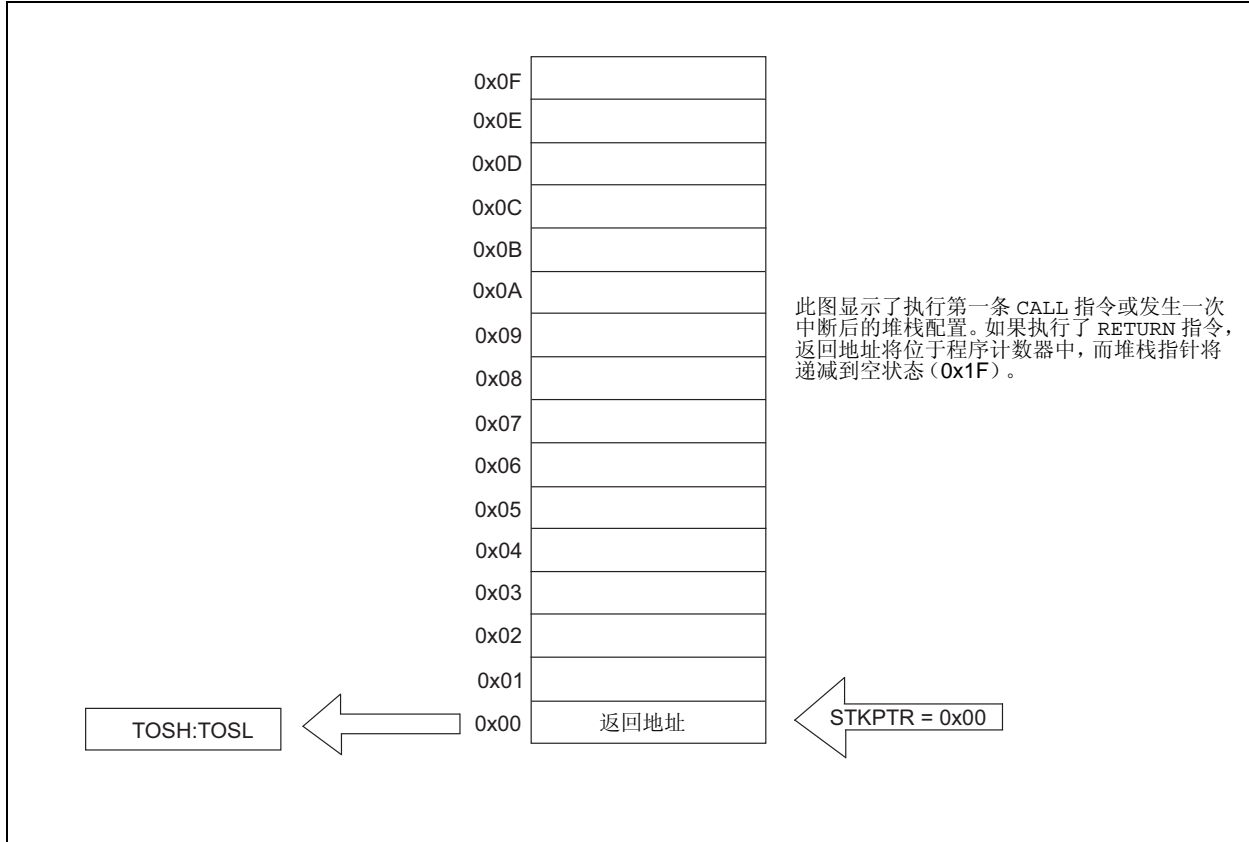 0x0F
0x0E
0x0D
0x0C
0x0B
0x0A
0x09
0x08
0x07
0x06
0x05
0x04
0x03
0x02
0x01
0x00
返回地址
TOSH:TOSL
STKPTR = 0x00
此图显示了执行第一条 CALL 指令或发生一次
中断后的堆栈配置。如果执行了 RETURN 指令，
返回地址将位于程序计数器中，而堆栈指针将
递减到空状态（0x1F）。